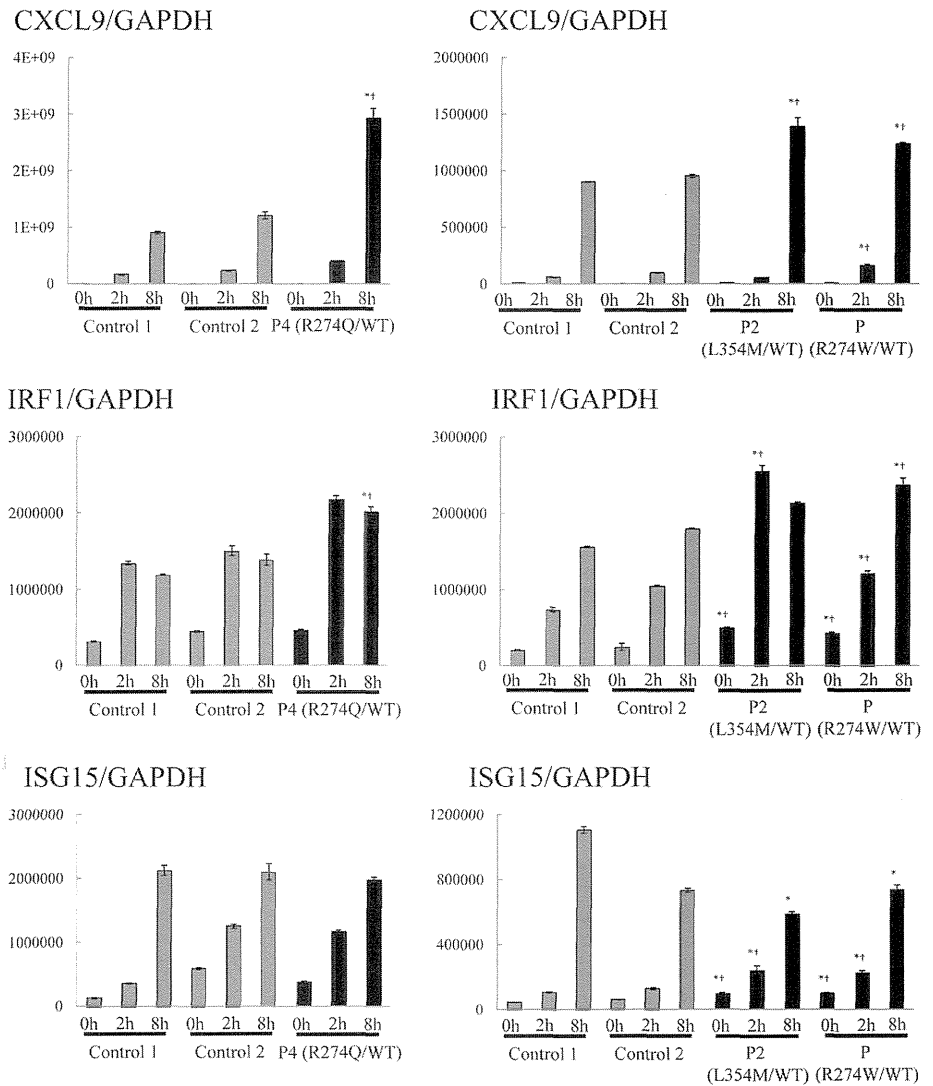 CXCL9/GAPDH
4E+09
3E+09
2E+09
1E+09
0
*†
0h 2h 8h 0h 2h 8h 0h 2h 8h
Control 1 Control 2 P4 (R274Q/WT)
CXCL9/GAPDH
2000000
1500000
1000000
500000
0
*† *† *†
0h 2h 8h 0h 2h 8h 0h 2h 8h 0h 2h 8h
Control 1 Control 2 P2 P
(L354M/WT) (R274W/WT)
IRF1/GAPDH
3000000
2000000
1000000
0
*†
0h 2h 8h 0h 2h 8h 0h 2h 8h
Control 1 Control 2 P4 (R274Q/WT)
IRF1/GAPDH
3000000
2000000
1000000
0
*† *† *† *† *†
0h 2h 8h 0h 2h 8h 0h 2h 8h 0h 2h 8h
Control 1 Control 2 P2 P
(L354M/WT) (R274W/WT)
ISG15/GAPDH
3000000
2000000
1000000
0
0h 2h 8h 0h 2h 8h 0h 2h 8h
Control 1 Control 2 P4 (R274Q/WT)
ISG15/GAPDH
1200000
800000
400000
0
*† *† * *† *† *
0h 2h 8h 0h 2h 8h 0h 2h 8h 0h 2h 8h
Control 1 Control 2 P2 P
(L354M/WT) (R274W/WT)